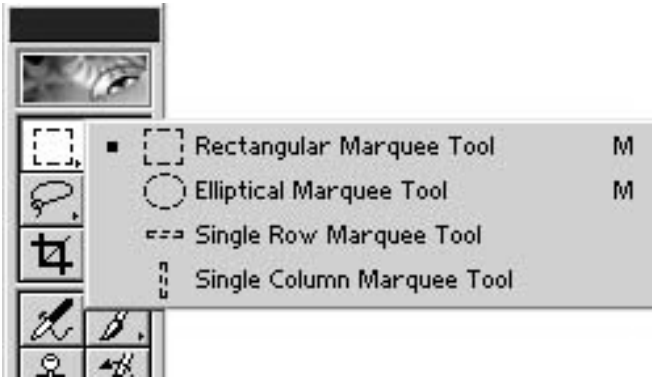 Rectangular Marquee Tool M
Elliptical Marquee Tool M
Single Row Marquee Tool
Single Column Marquee Tool